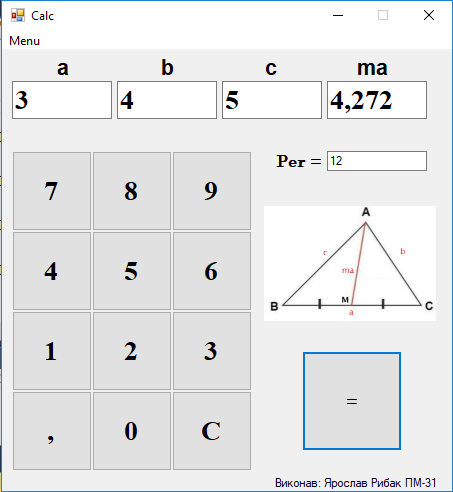 Calc
Menu
a b c ma
3 4 5 4,272
Per = 12
7 8 9
4 5 6
1 2 3
, 0 C
A
c b
ma
B M C
a
=
Виконав: Ярослав Рибак ПМ-31